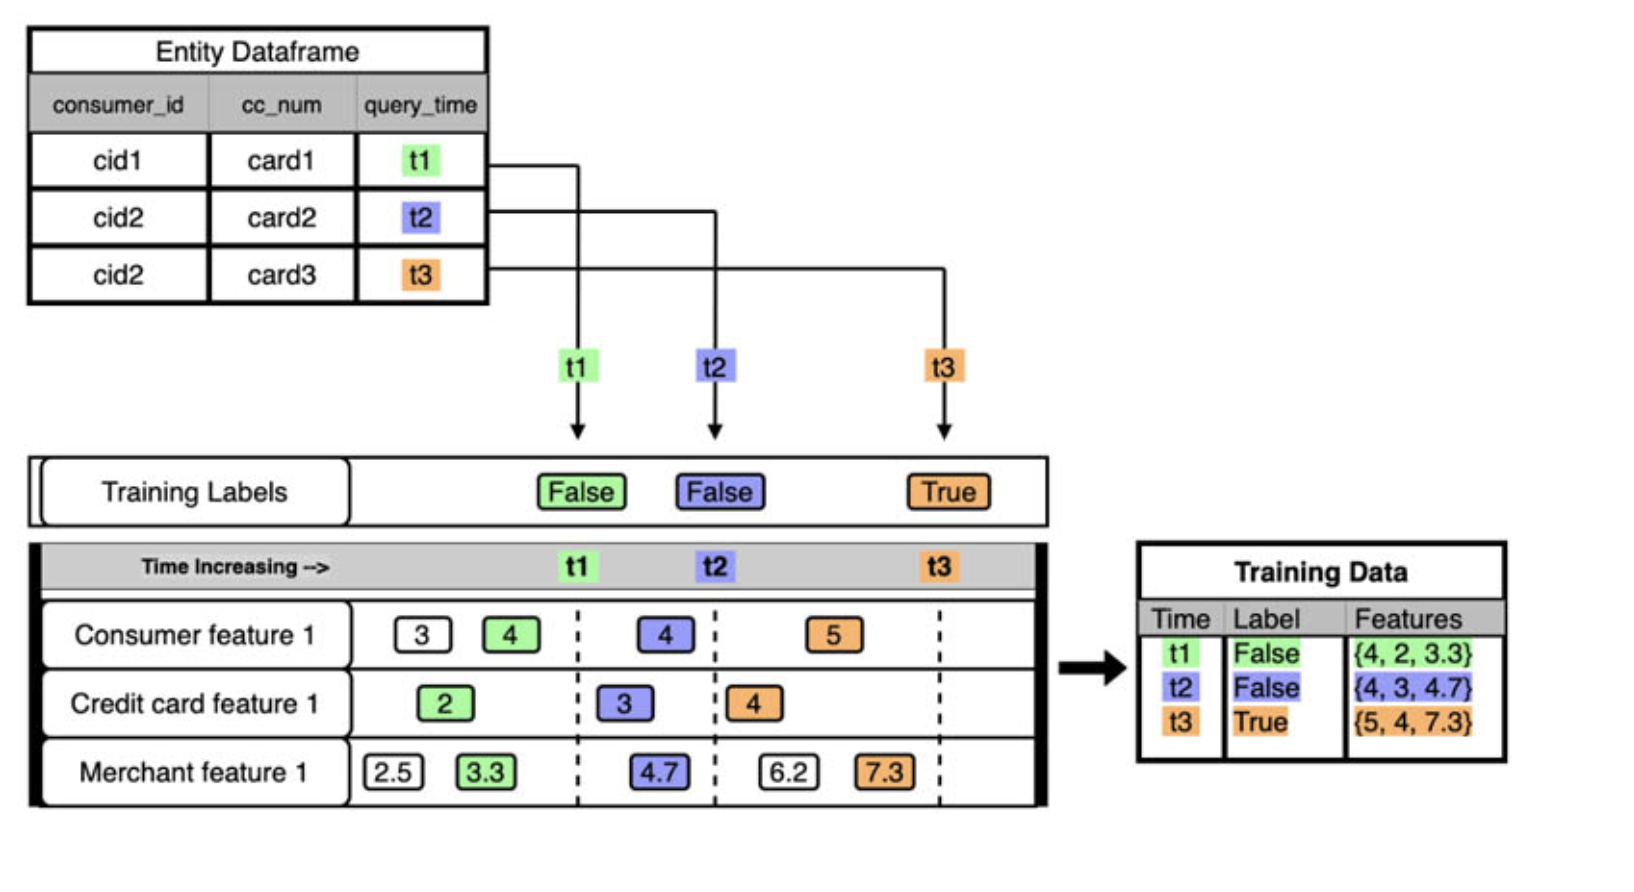 Entity Dataframe
consumer_id cc_num query_time
cid1 card1 t1
cid2 card2 t2
cid2 card3 t3
t1 t2 t3
Training Labels False False True
Time Increasing --> t1 t2 t3
Consumer feature 1 3 4 4 5
Credit card feature 1 2 3 4
Merchant feature 1 2.5 3.3 4.7 6.2 7.3
Training Data
Time Label Features
t1 False {4, 2, 3.3}
t2 False {4, 3, 4.7}
t3 True {5, 4, 7.3}